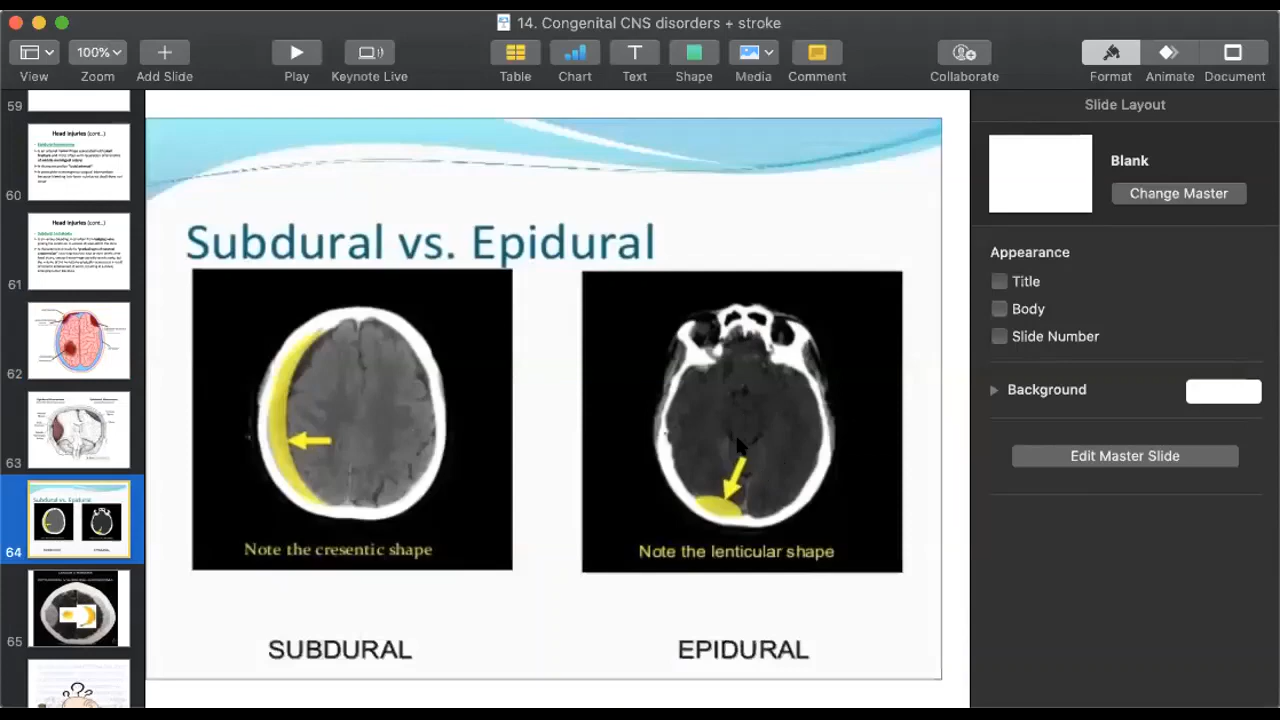 14. Congenital CNS disorders + stroke
100%
View
Zoom
Add Slide
Play
Keynote Live
Table
Chart
Text
Shape
Media
Comment
Collaborate
Format
Animate
Document
59
Head injuries (cont..)
60
Head injuries (cont..)
61
62
63
Subdural vs. Epidural
SUBDURAL
EPIDURAL
64
65
Subdural vs. Epidural
Note the cresentic shape
Note the lenticular shape
SUBDURAL
EPIDURAL
Slide Layout
Blank
Change Master
Appearance
Title
Body
Slide Number
Background
Edit Master Slide